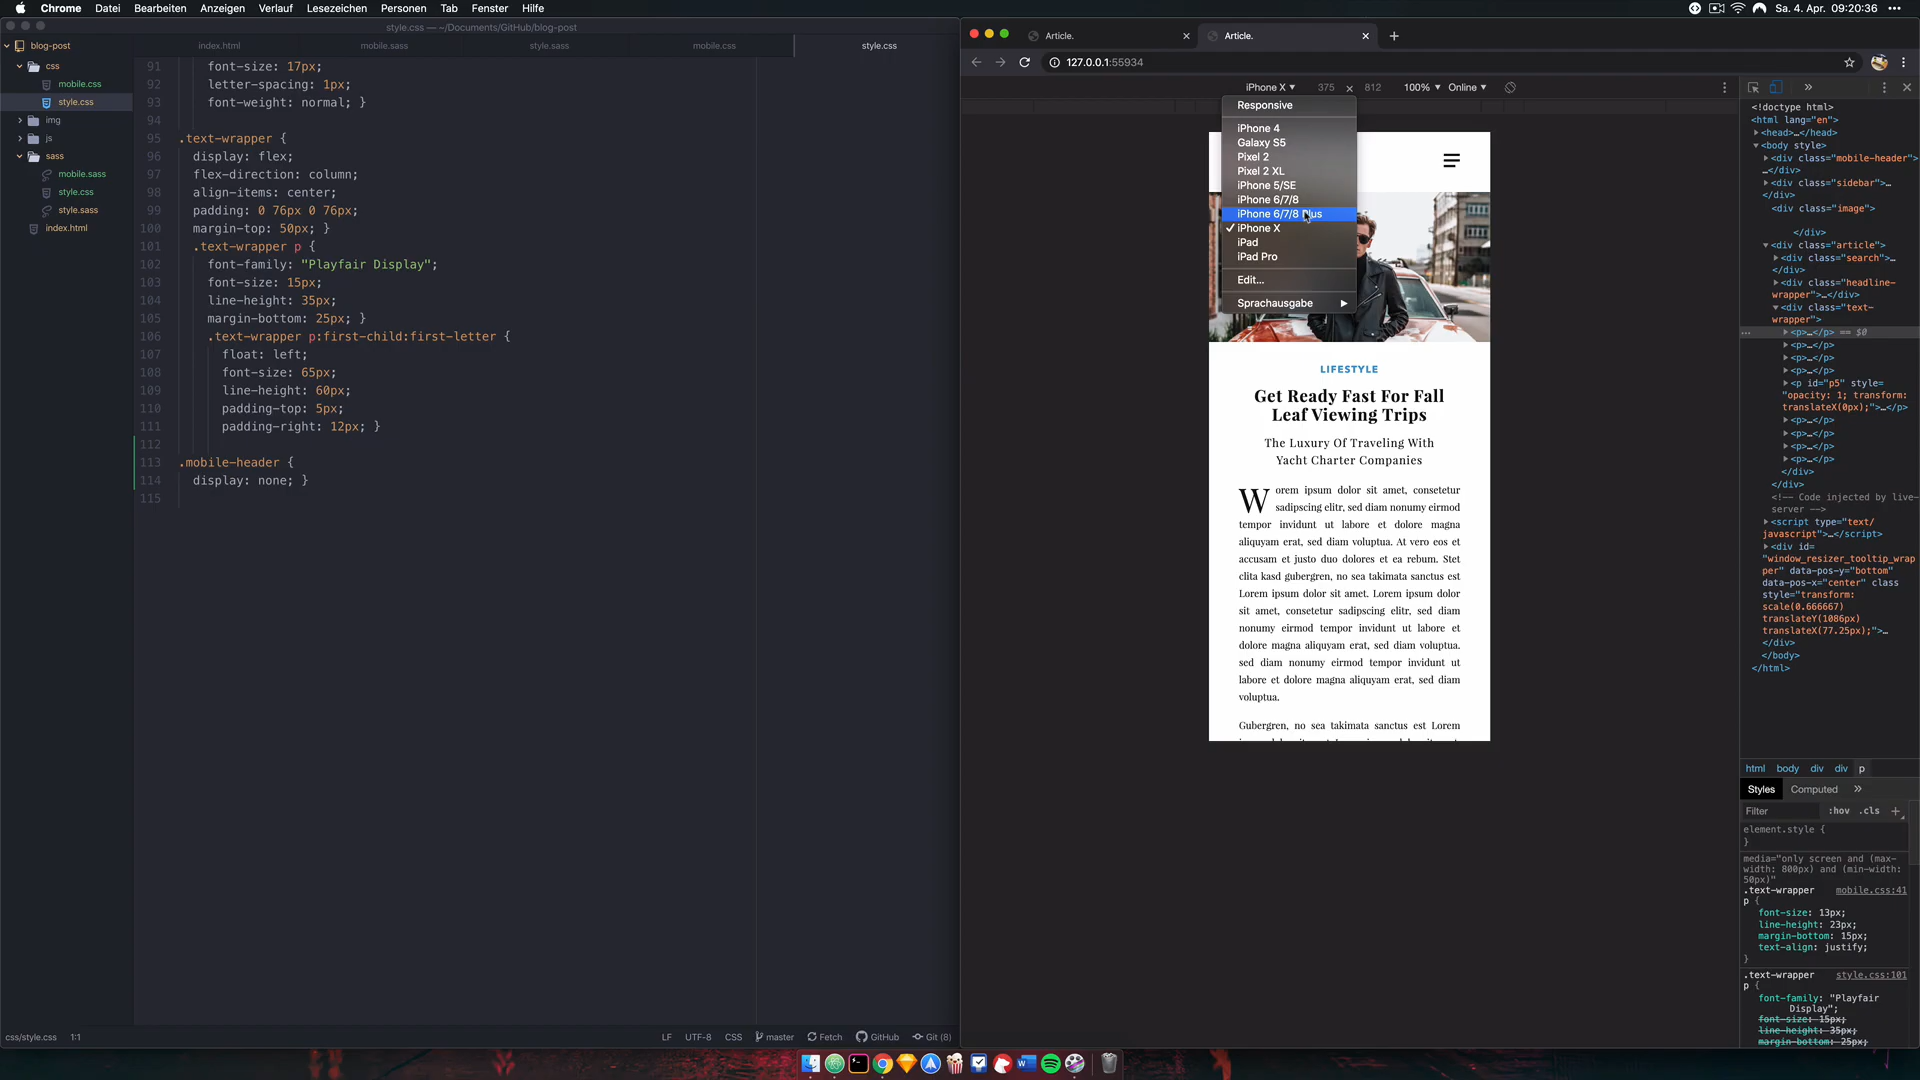 Chrome Datei Bearbeiten Anzeigen Verlauf Lesezeichen Personen Tab Fenster Hilfe
Sa. 4. Apr. 09:20:36
style.css — ~/Documents/GitHub/blog-post
blog-post
css
mobile.css
style.css
img
js
sass
mobile.sass
style.css
style.sass
index.html
index.html mobile.sass style.sass mobile.css style.css
91 font-size: 17px;
92 letter-spacing: 1px;
93 font-weight: normal; }
94
95 .text-wrapper {
96 display: flex;
97 flex-direction: column;
98 align-items: center;
99 padding: 0 76px 0 76px;
100 margin-top: 50px; }
101 .text-wrapper p {
102 font-family: "Playfair Display";
103 font-size: 15px;
104 line-height: 35px;
105 margin-bottom: 25px; }
106 .text-wrapper p:first-child:first-letter {
107 float: left;
108 font-size: 65px;
109 line-height: 60px;
110 padding-top: 5px;
111 padding-right: 12px; }
112
113 .mobile-header {
114 display: none; }
115
css/style.css 1:1
LF UTF-8 CSS master Fetch GitHub Git (8)
Article.
Article.
127.0.0.1:55934
iPhone X 375 812 100% Online
Responsive
iPhone 4
Galaxy S5
Pixel 2
Pixel 2 XL
iPhone 5/SE
iPhone 6/7/8
iPhone 6/7/8 Plus
✓ iPhone X
iPad
iPad Pro
Edit...
Sprachausgabe
LIFESTYLE
Get Ready Fast For Fall
Leaf Viewing Trips
The Luxury Of Traveling With
Yacht Charter Companies
Worem ipsum dolor sit amet, consetetur
sadipscing elitr, sed diam nonumy eirmod
tempor invidunt ut labore et dolore magna
aliquyam erat, sed diam voluptua. At vero eos et
accusam et justo duo dolores et ea rebum. Stet
clita kasd gubergren, no sea takimata sanctus est
Lorem ipsum dolor sit amet. Lorem ipsum dolor
sit amet, consetetur sadipscing elitr, sed diam
nonumy eirmod tempor invidunt ut labore et
dolore magna aliquyam erat, sed diam voluptua.
sed diam nonumy eirmod tempor invidunt ut
labore et dolore magna aliquyam erat, sed diam
voluptua.
Gubergren, no sea takimata sanctus est Lorem
<!doctype html>
<html lang="en">
<head>…</head>
<body style>
<div class="mobile-header">
…</div>
<div class="sidebar">…
</div>
<div class="image">
</div>
<div class="article">
<div class="search">…
</div>
<div class="headline-
wrapper">…</div>
<div class="text-
wrapper">
<p>…</p> == $0
<p>…</p>
<p>…</p>
<p>…</p>
<p id="p5" style=
"opacity: 1; transform:
translateX(0px);">…</p>
<p>…</p>
<p>…</p>
<p>…</p>
<p>…</p>
</div>
</div>
<!-- Code injected by live-
server -->
<script type="text/
javascript">…</script>
<div id=
"window_resizer_tooltip_wrap
per" data-pos-y="bottom"
data-pos-x="center" class
style="transform:
scale(0.666667)
translateY(1086px)
translateX(77.25px);">…
</div>
</body>
</html>
html body div div p
Styles Computed
Filter :hov .cls
element.style {
}
media="only screen and (max-
width: 800px) and (min-width:
50px)"
.text-wrapper mobile.css:41
p {
font-size: 13px;
line-height: 23px;
margin-bottom: 15px;
text-align: justify;
}
.text-wrapper style.css:101
p {
font-family: "Playfair
Display";
font-size: 15px;
line-height: 35px;
margin-bottom: 25px;